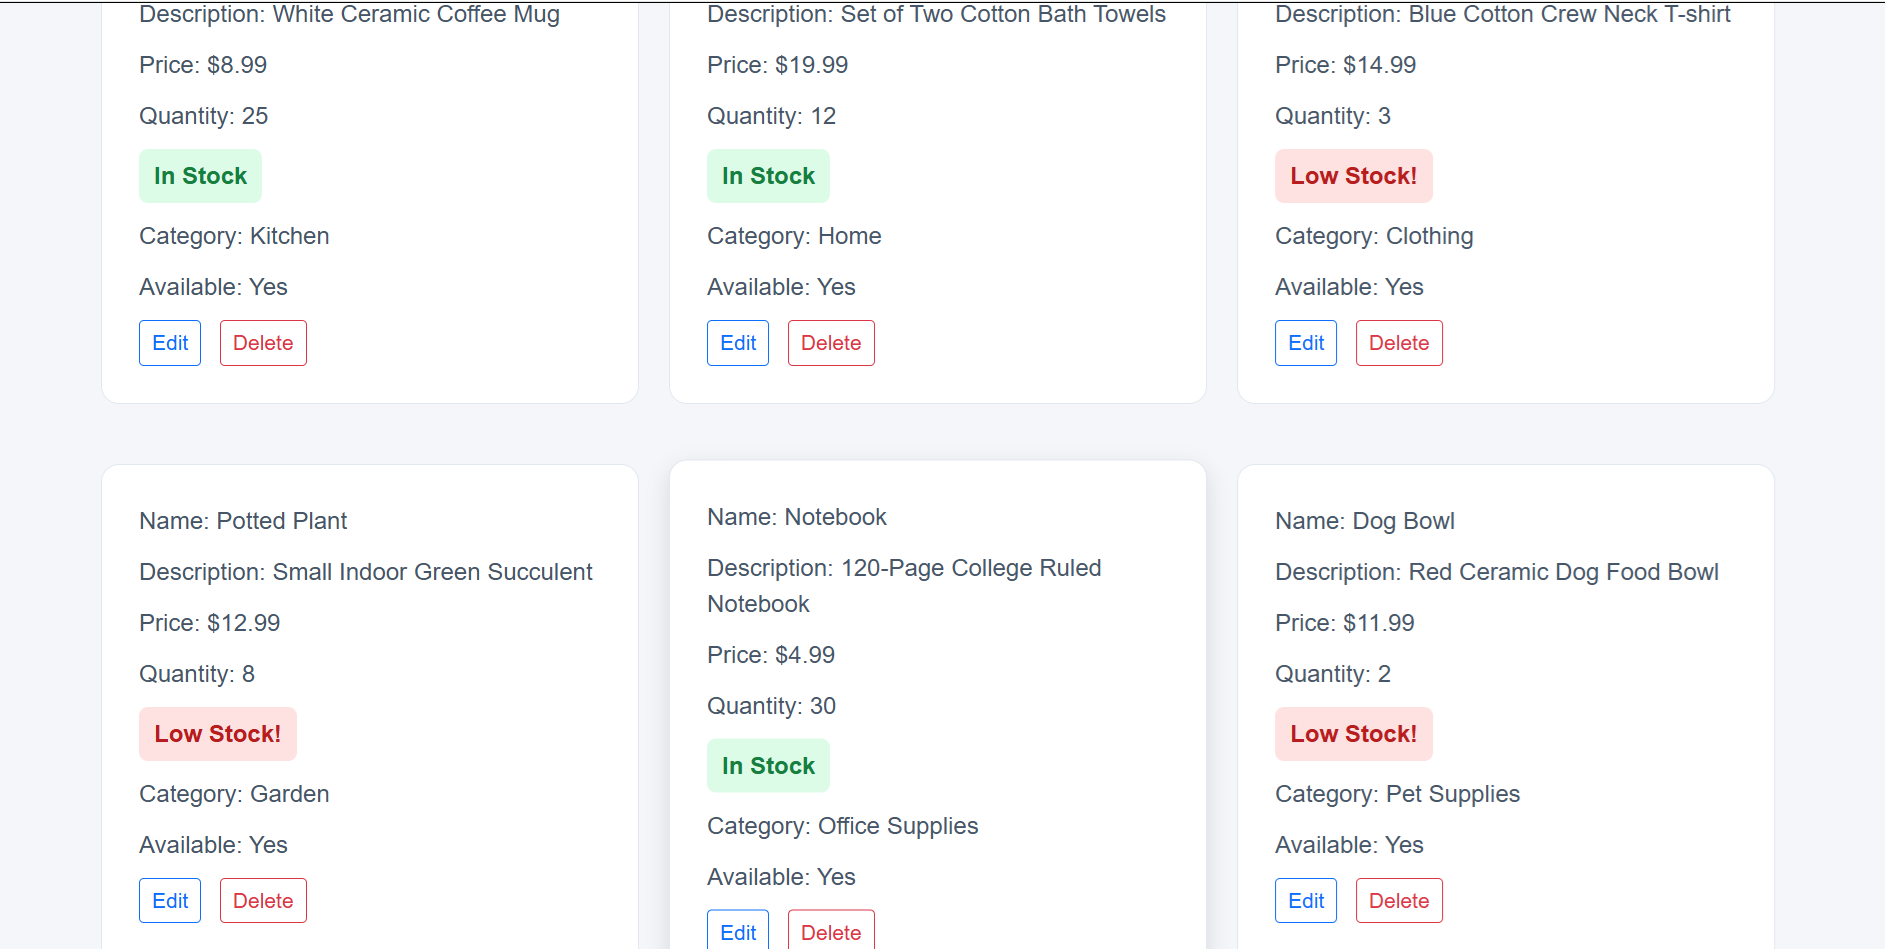 Description: White Ceramic Coffee Mug
Price: $8.99
Quantity: 25
In Stock
Category: Kitchen
Available: Yes
Edit Delete
Description: Set of Two Cotton Bath Towels
Price: $19.99
Quantity: 12
In Stock
Category: Home
Available: Yes
Edit Delete
Description: Blue Cotton Crew Neck T-shirt
Price: $14.99
Quantity: 3
Low Stock!
Category: Clothing
Available: Yes
Edit Delete
Name: Potted Plant
Description: Small Indoor Green Succulent
Price: $12.99
Quantity: 8
Low Stock!
Category: Garden
Available: Yes
Edit Delete
Name: Notebook
Description: 120-Page College Ruled
Notebook
Price: $4.99
Quantity: 30
In Stock
Category: Office Supplies
Available: Yes
Edit Delete
Name: Dog Bowl
Description: Red Ceramic Dog Food Bowl
Price: $11.99
Quantity: 2
Low Stock!
Category: Pet Supplies
Available: Yes
Edit Delete